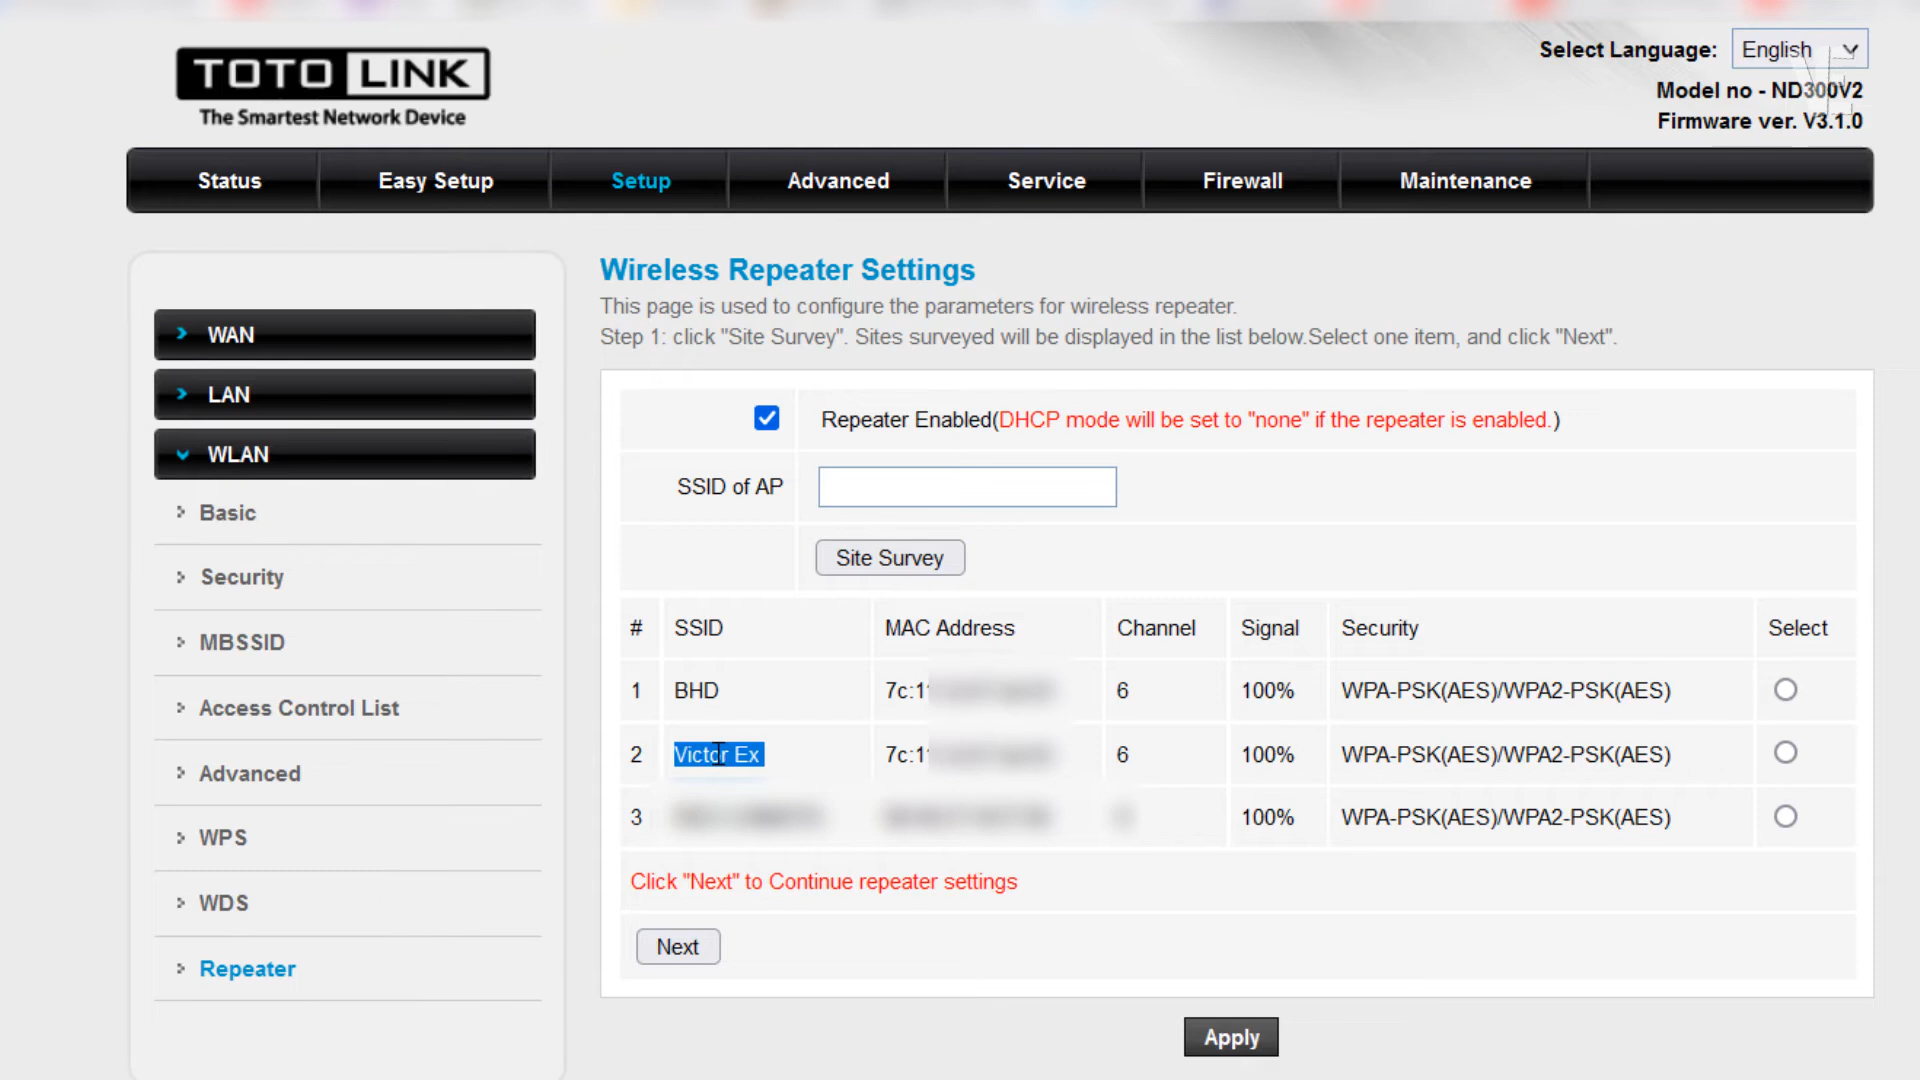 TOTO LINK
The Smartest Network Device
Select Language: English
Model no - ND300V2
Firmware ver. V3.1.0
Status Easy Setup Setup Advanced Service Firewall Maintenance
WAN
LAN
WLAN
Basic
Security
MBSSID
Access Control List
Advanced
WPS
WDS
Repeater
Wireless Repeater Settings
This page is used to configure the parameters for wireless repeater.
Step 1: click "Site Survey". Sites surveyed will be displayed in the list below.Select one item, and click "Next".
Repeater Enabled(DHCP mode will be set to "none" if the repeater is enabled.)
SSID of AP
Site Survey
# SSID MAC Address Channel Signal Security Select
1 BHD 7c:1 6 100% WPA-PSK(AES)/WPA2-PSK(AES)
2 Victor Ex 7c:1 6 100% WPA-PSK(AES)/WPA2-PSK(AES)
3 100% WPA-PSK(AES)/WPA2-PSK(AES)
Click "Next" to Continue repeater settings
Next
Apply